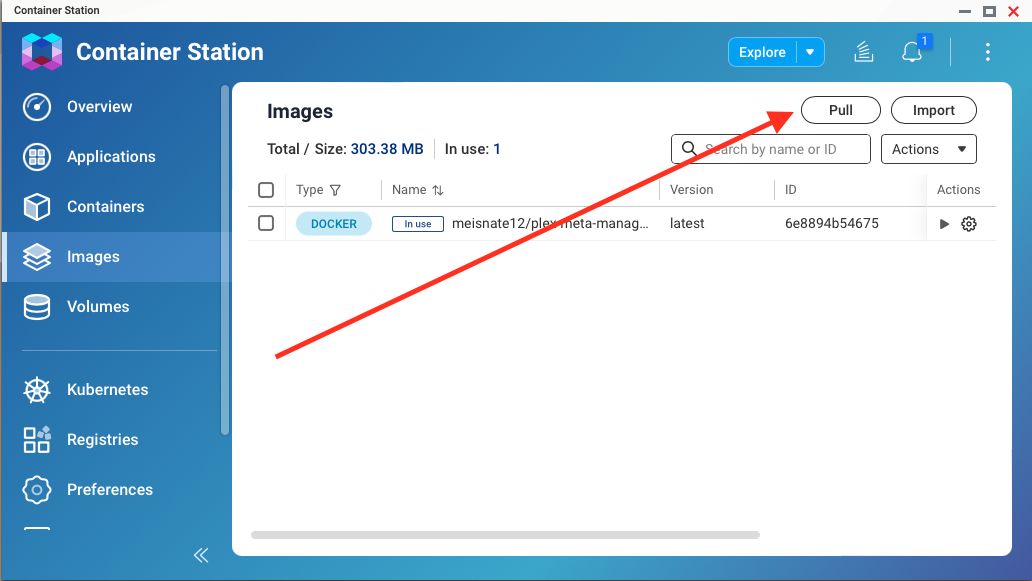 Container Station
Container Station
Explore
1
Overview
Applications
Containers
Images
Volumes
Kubernetes
Registries
Preferences
Images
Pull
Import
Total / Size: 303.38 MB
In use: 1
Search by name or ID
Actions
Type
Name
Version
ID
Actions
DOCKER
In use
meisnate12/plex-meta-manag...
latest
6e8894b54675